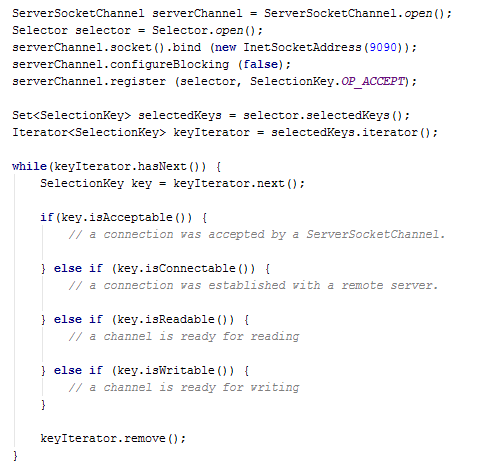 ServerSocketChannel serverChannel = ServerSocketChannel.open();
Selector selector = Selector.open();
serverChannel.socket().bind (new InetSocketAddress(9090));
serverChannel.configureBlocking (false);
serverChannel.register (selector, SelectionKey.OP_ACCEPT);
Set<SelectionKey> selectedKeys = selector.selectedKeys();
Iterator<SelectionKey> keyIterator = selectedKeys.iterator();
while(keyIterator.hasNext()) {
SelectionKey key = keyIterator.next();
if(key.isAcceptable()) {
// a connection was accepted by a ServerSocketChannel.
} else if (key.isConnectable()) {
// a connection was established with a remote server.
} else if (key.isReadable()) {
// a channel is ready for reading
} else if (key.isWritable()) {
// a channel is ready for writing
}
keyIterator.remove();
}